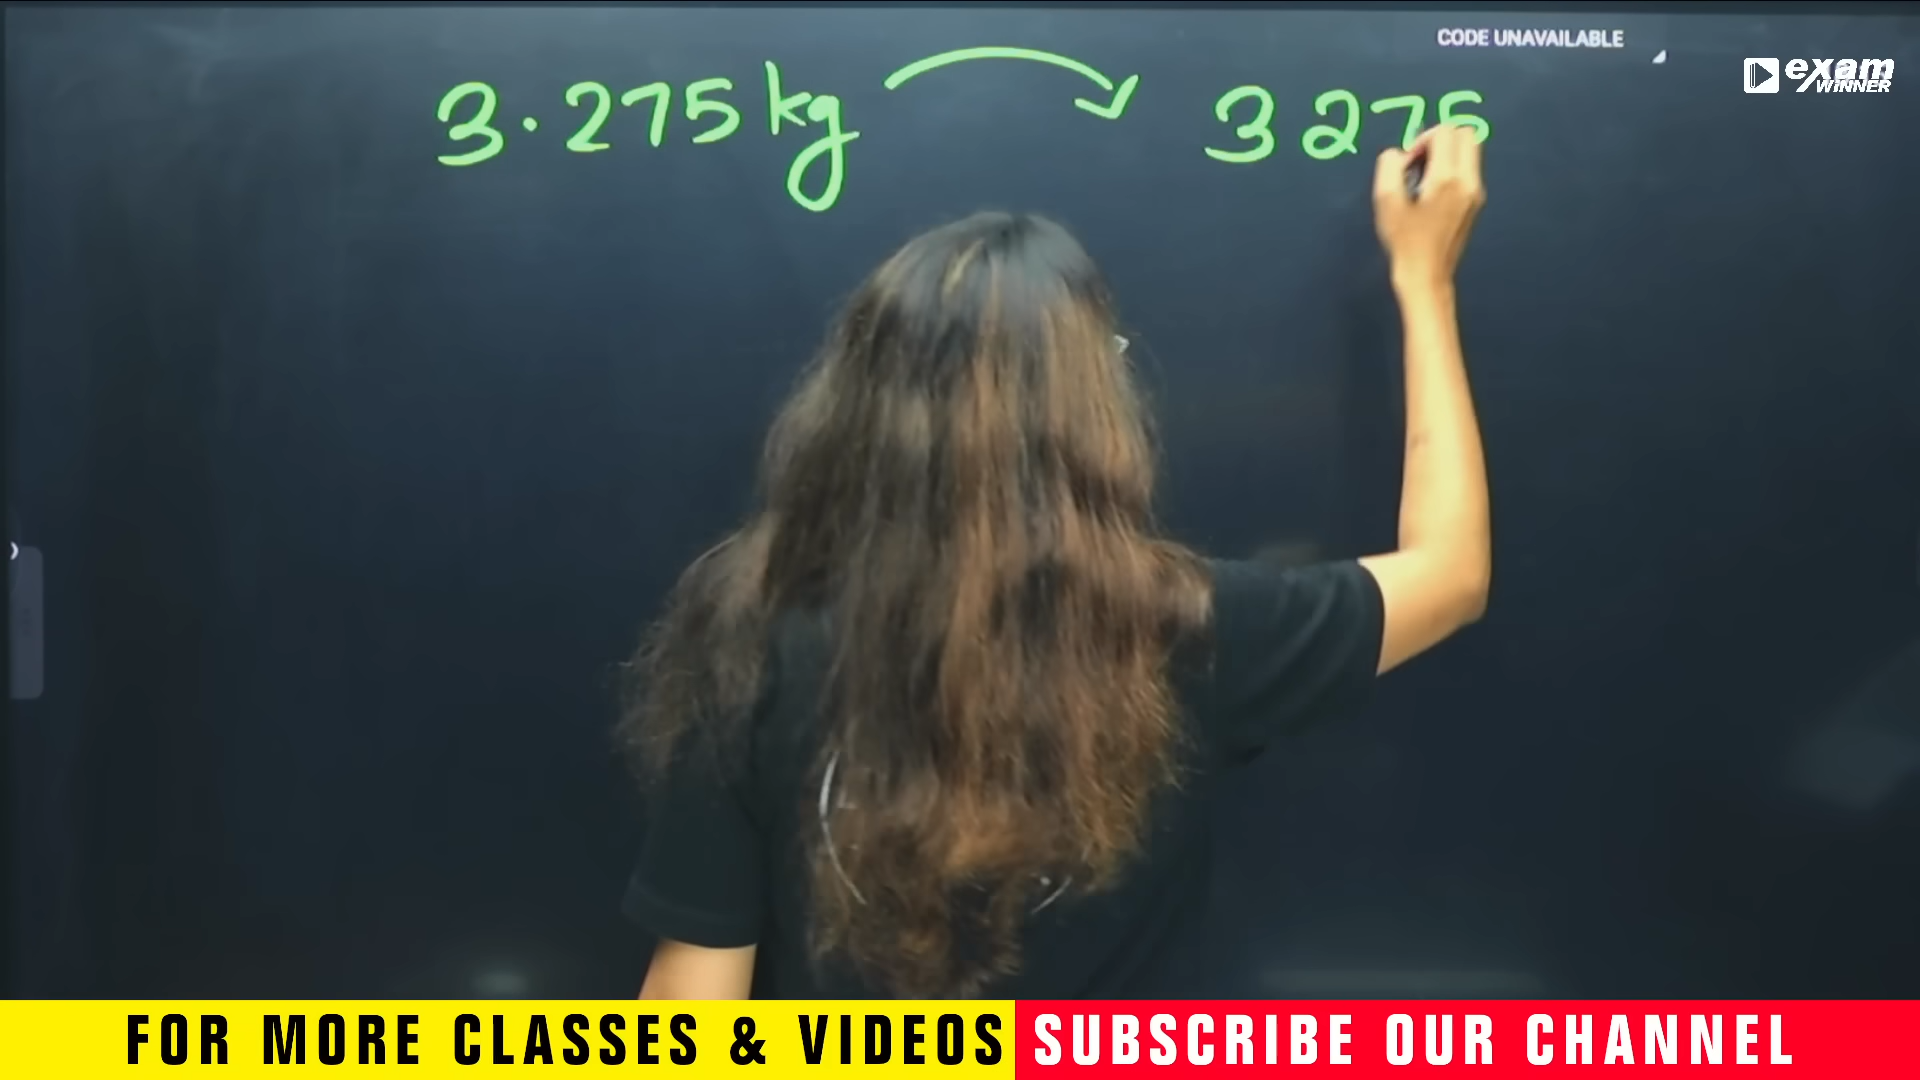 CODE UNAVAILABLE
exam
WINNER
3.275 kg 3275
FOR MORE CLASSES & VIDEOS SUBSCRIBE OUR CHANNEL